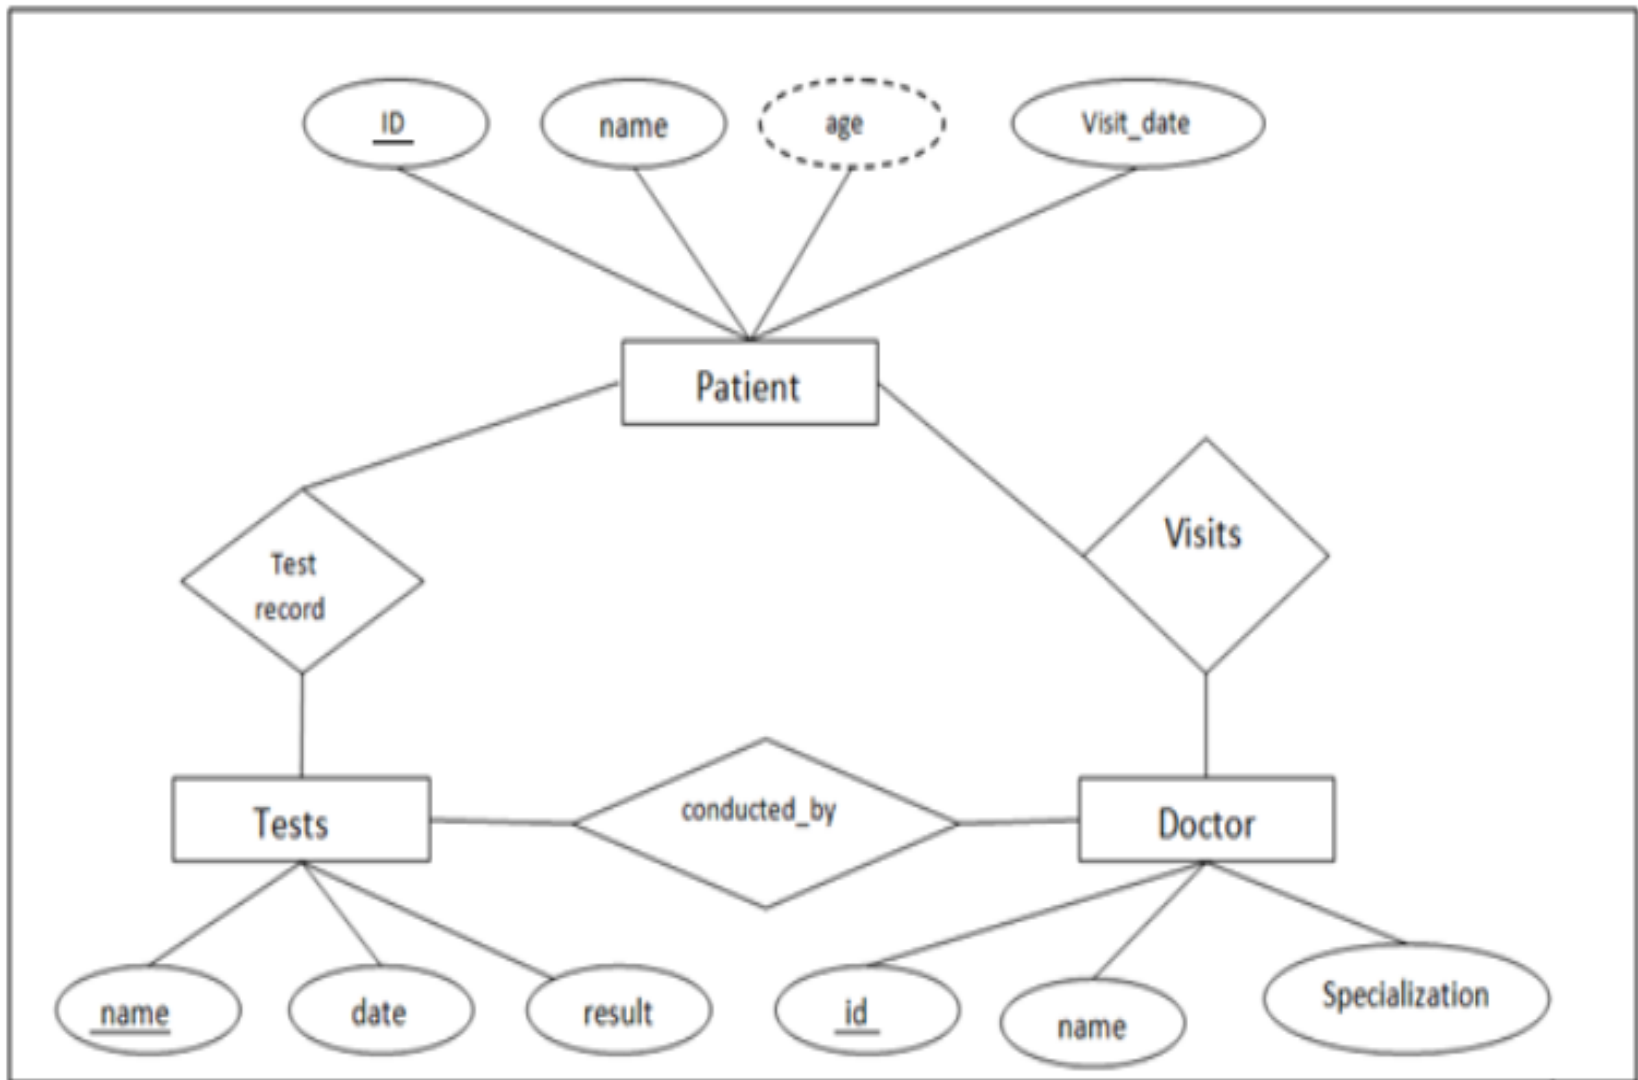 ID
name
age
Visit_date
Patient
Visits
Test
record
conducted_by
Tests
Doctor
name
date
result
id
name
Specialization